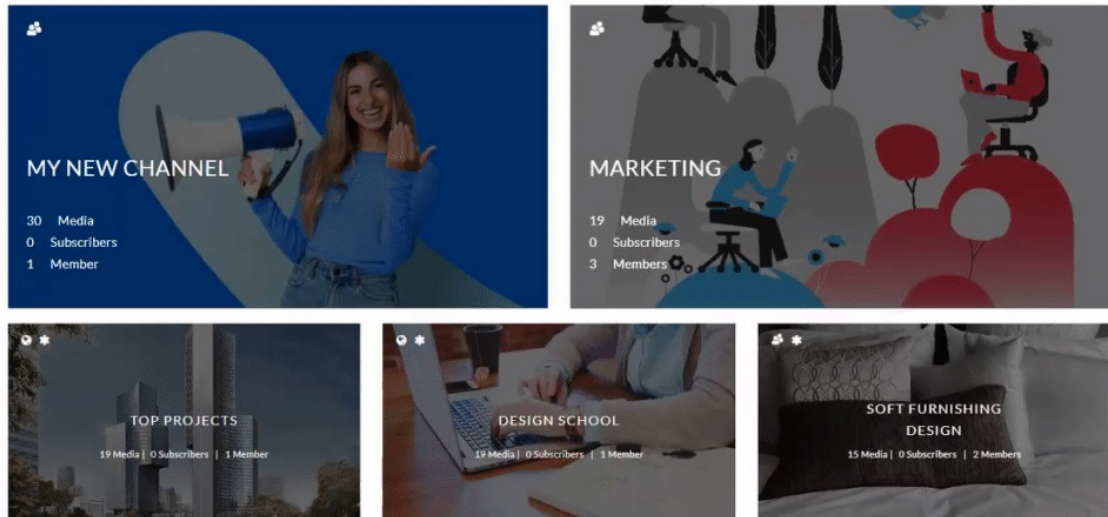 MY NEW CHANNEL
30 Media
0 Subscribers
1 Member
MARKETING
19 Media
0 Subscribers
3 Members
TOP PROJECTS
19 Media | 0 Subscribers | 1 Member
DESIGN SCHOOL
19 Media | 0 Subscribers | 1 Member
SOFT FURNISHING
DESIGN
15 Media | 0 Subscribers | 2 Members